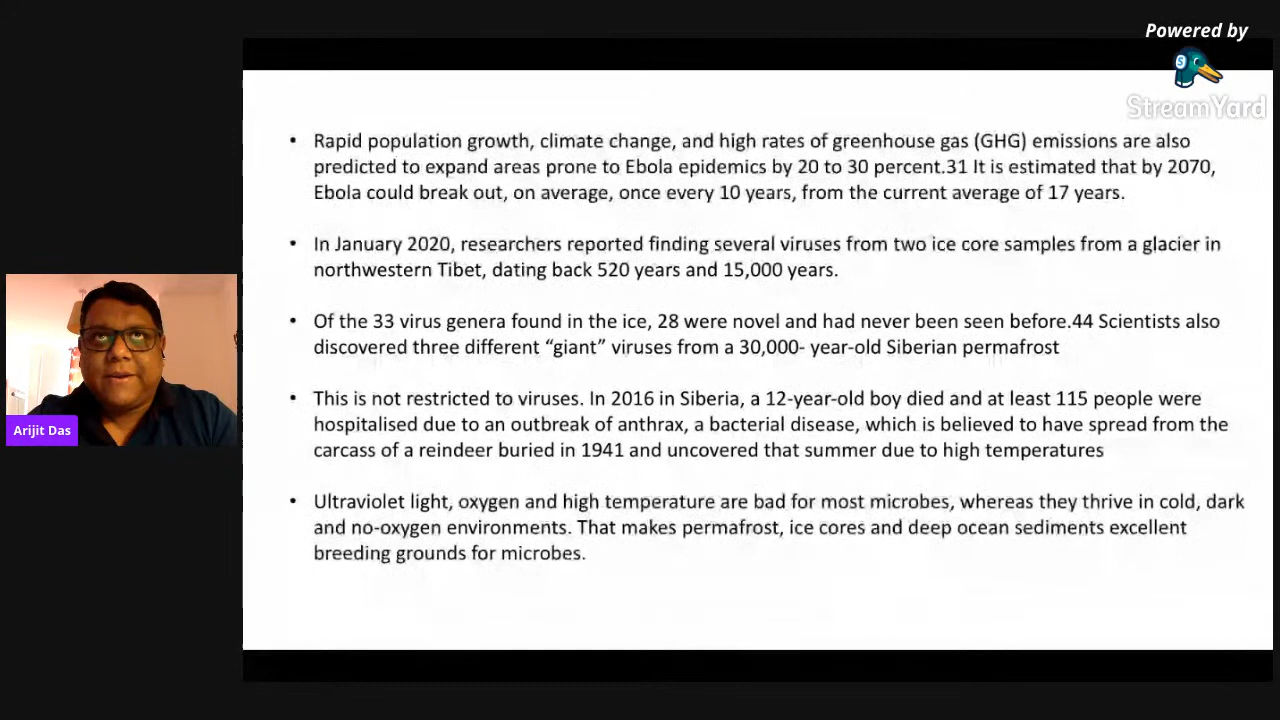 Powered by
StreamYard
• Rapid population growth, climate change, and high rates of greenhouse gas (GHG) emissions are also
predicted to expand areas prone to Ebola epidemics by 20 to 30 percent.31 It is estimated that by 2070,
Ebola could break out, on average, once every 10 years, from the current average of 17 years.
• In January 2020, researchers reported finding several viruses from two ice core samples from a glacier in
northwestern Tibet, dating back 520 years and 15,000 years.
• Of the 33 virus genera found in the ice, 28 were novel and had never been seen before.44 Scientists also
discovered three different “giant” viruses from a 30,000- year-old Siberian permafrost
• This is not restricted to viruses. In 2016 in Siberia, a 12-year-old boy died and at least 115 people were
hospitalised due to an outbreak of anthrax, a bacterial disease, which is believed to have spread from the
carcass of a reindeer buried in 1941 and uncovered that summer due to high temperatures
• Ultraviolet light, oxygen and high temperature are bad for most microbes, whereas they thrive in cold, dark
and no-oxygen environments. That makes permafrost, ice cores and deep ocean sediments excellent
breeding grounds for microbes.
Arijit Das